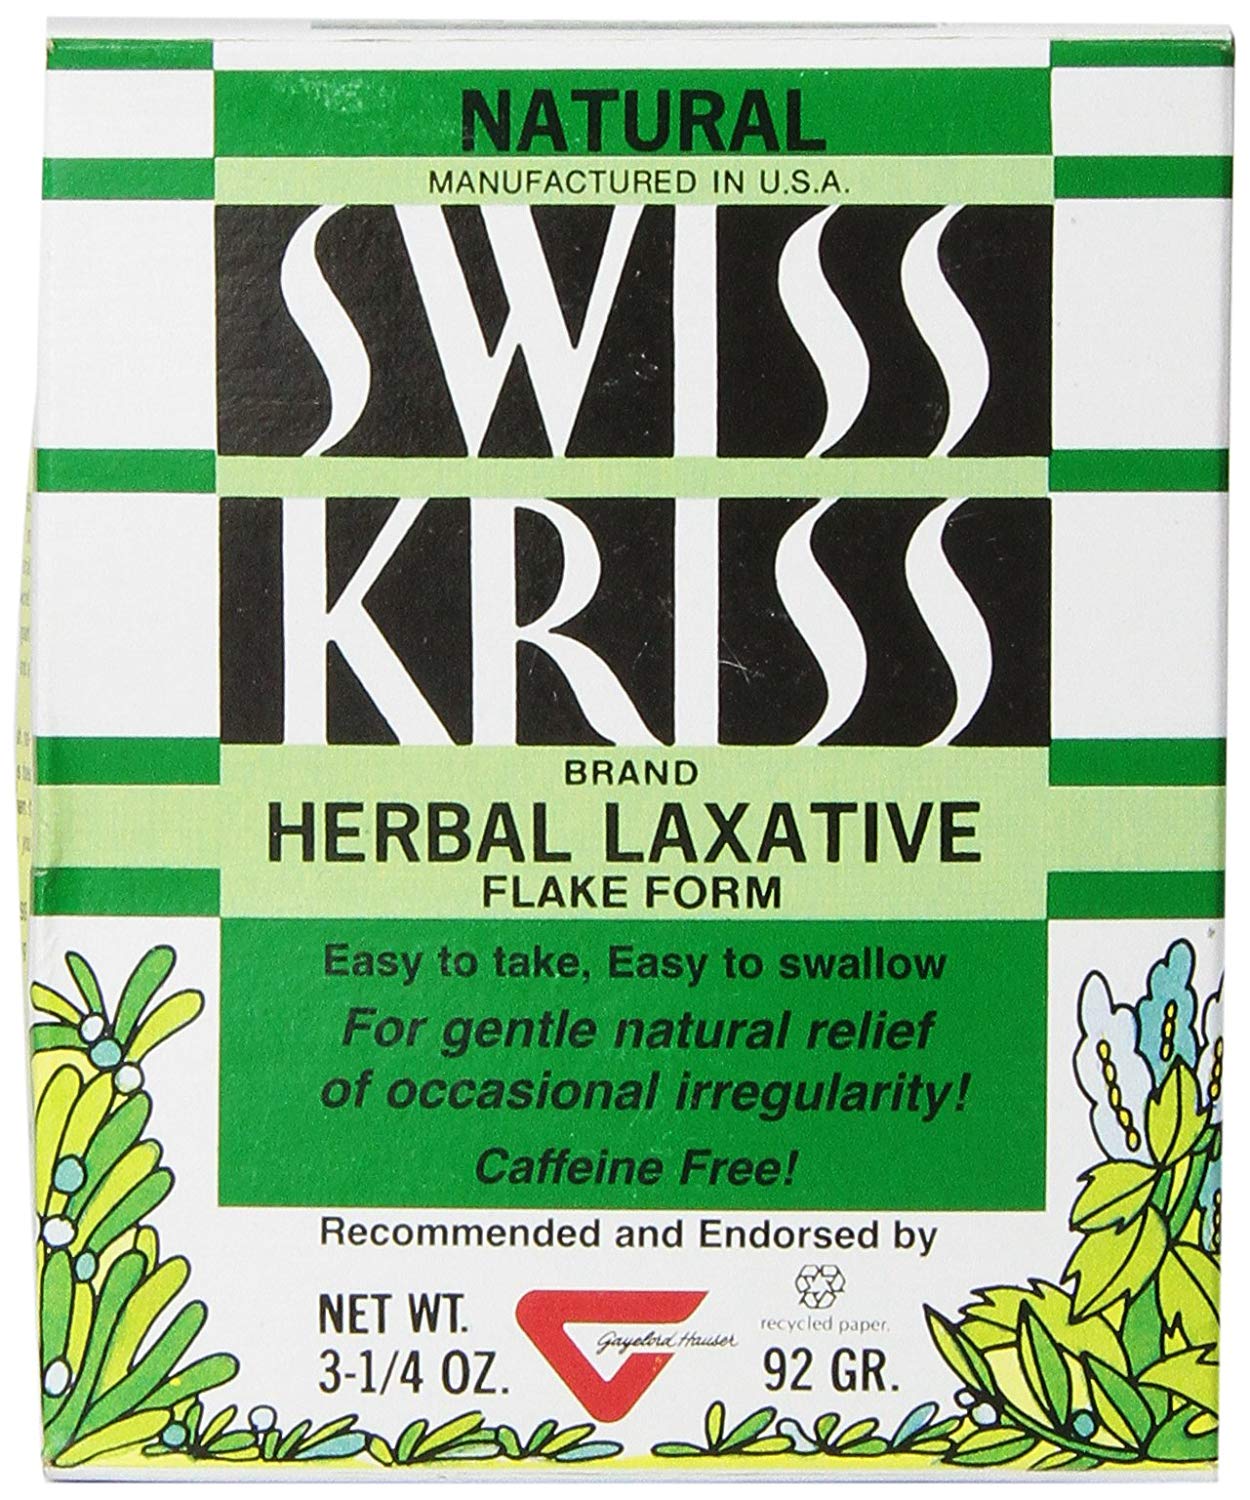 NATURAL
MANUFACTURED IN U.S.A.
SWISS
KRISS
BRAND
HERBAL LAXATIVE
FLAKE FORM
Easy to take, Easy to swallow
For gentle natural relief
of occasional irregularity!
Caffeine Free!
Recommended and Endorsed by
NET WT.
3-1/4 OZ.
Gayelord Hauser
recycled paper.
92 GR.